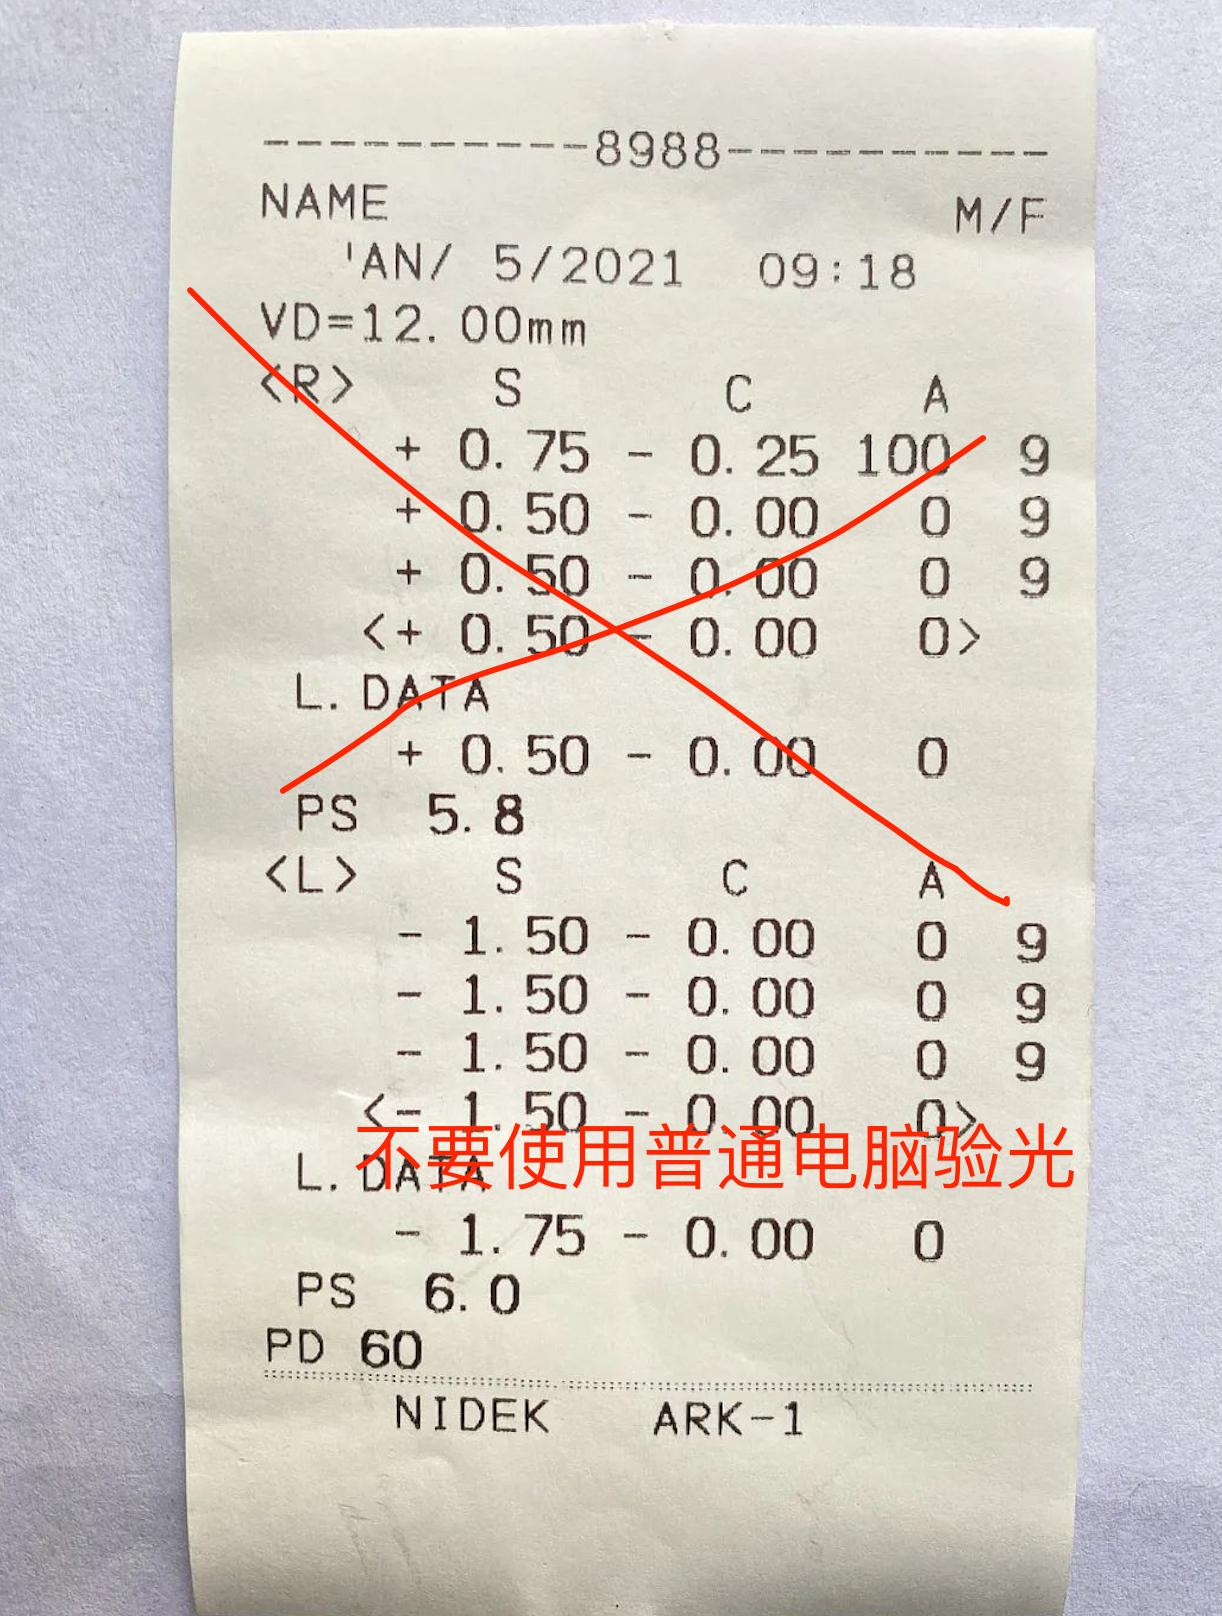 ----------8988----------
NAME M/F
'AN/ 5/2021 09:18
VD=12.00mm
<R> S C A
+ 0.75 - 0.25 100 9
+ 0.50 - 0.00 0 9
+ 0.50 - 0.00 0 9
<+ 0.50 - 0.00 0>
L.DATA
+ 0.50 - 0.00 0
PS 5.8
<L> S C A
- 1.50 - 0.00 0 9
- 1.50 - 0.00 0 9
- 1.50 - 0.00 0 9
<- 1.50 - 0.00 0>
不要使用普通电脑验光
L.DATA
- 1.75 - 0.00 0
PS 6.0
PD 60
NIDEK ARK-1